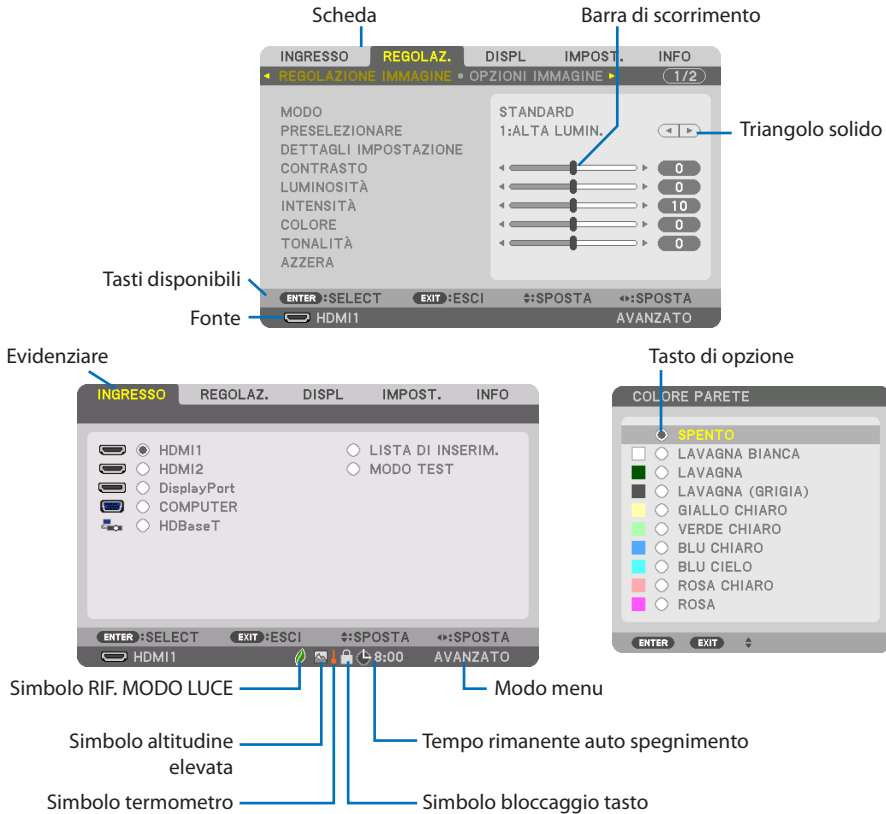 Scheda
Barra di scorrimento
INGRESSO REGOLAZ. DISPL IMPOST. INFO
REGOLAZIONE IMMAGINE • OPZIONI IMMAGINE 1/2
MODO STANDARD
PRESELEZIONARE 1:ALTA LUMIN.
Triangolo solido
DETTAGLI IMPOSTAZIONE
CONTRASTO 0
LUMINOSITÀ 0
INTENSITÀ 10
COLORE 0
TONALITÀ 0
AZZERA
Tasti disponibili
ENTER :SELECT EXIT :ESCI :SPOSTA :SPOSTA
Fonte
HDMI1 AVANZATO
Evidenziare
INGRESSO REGOLAZ. DISPL IMPOST. INFO
HDMI1 LISTA DI INSERIM.
HDMI2 MODO TEST
DisplayPort
COMPUTER
HDBaseT
ENTER :SELECT EXIT :ESCI :SPOSTA :SPOSTA
HDMI1 8:00 AVANZATO
Tasto di opzione
COLORE PARETE
SPENTO
LAVAGNA BIANCA
LAVAGNA
LAVAGNA (GRIGIA)
GIALLO CHIARO
VERDE CHIARO
BLU CHIARO
BLU CIELO
ROSA CHIARO
ROSA
ENTER EXIT
Simbolo RIF. MODO LUCE
Modo menu
Simbolo altitudine
elevata
Tempo rimanente auto spegnimento
Simbolo termometro
Simbolo bloccaggio tasto